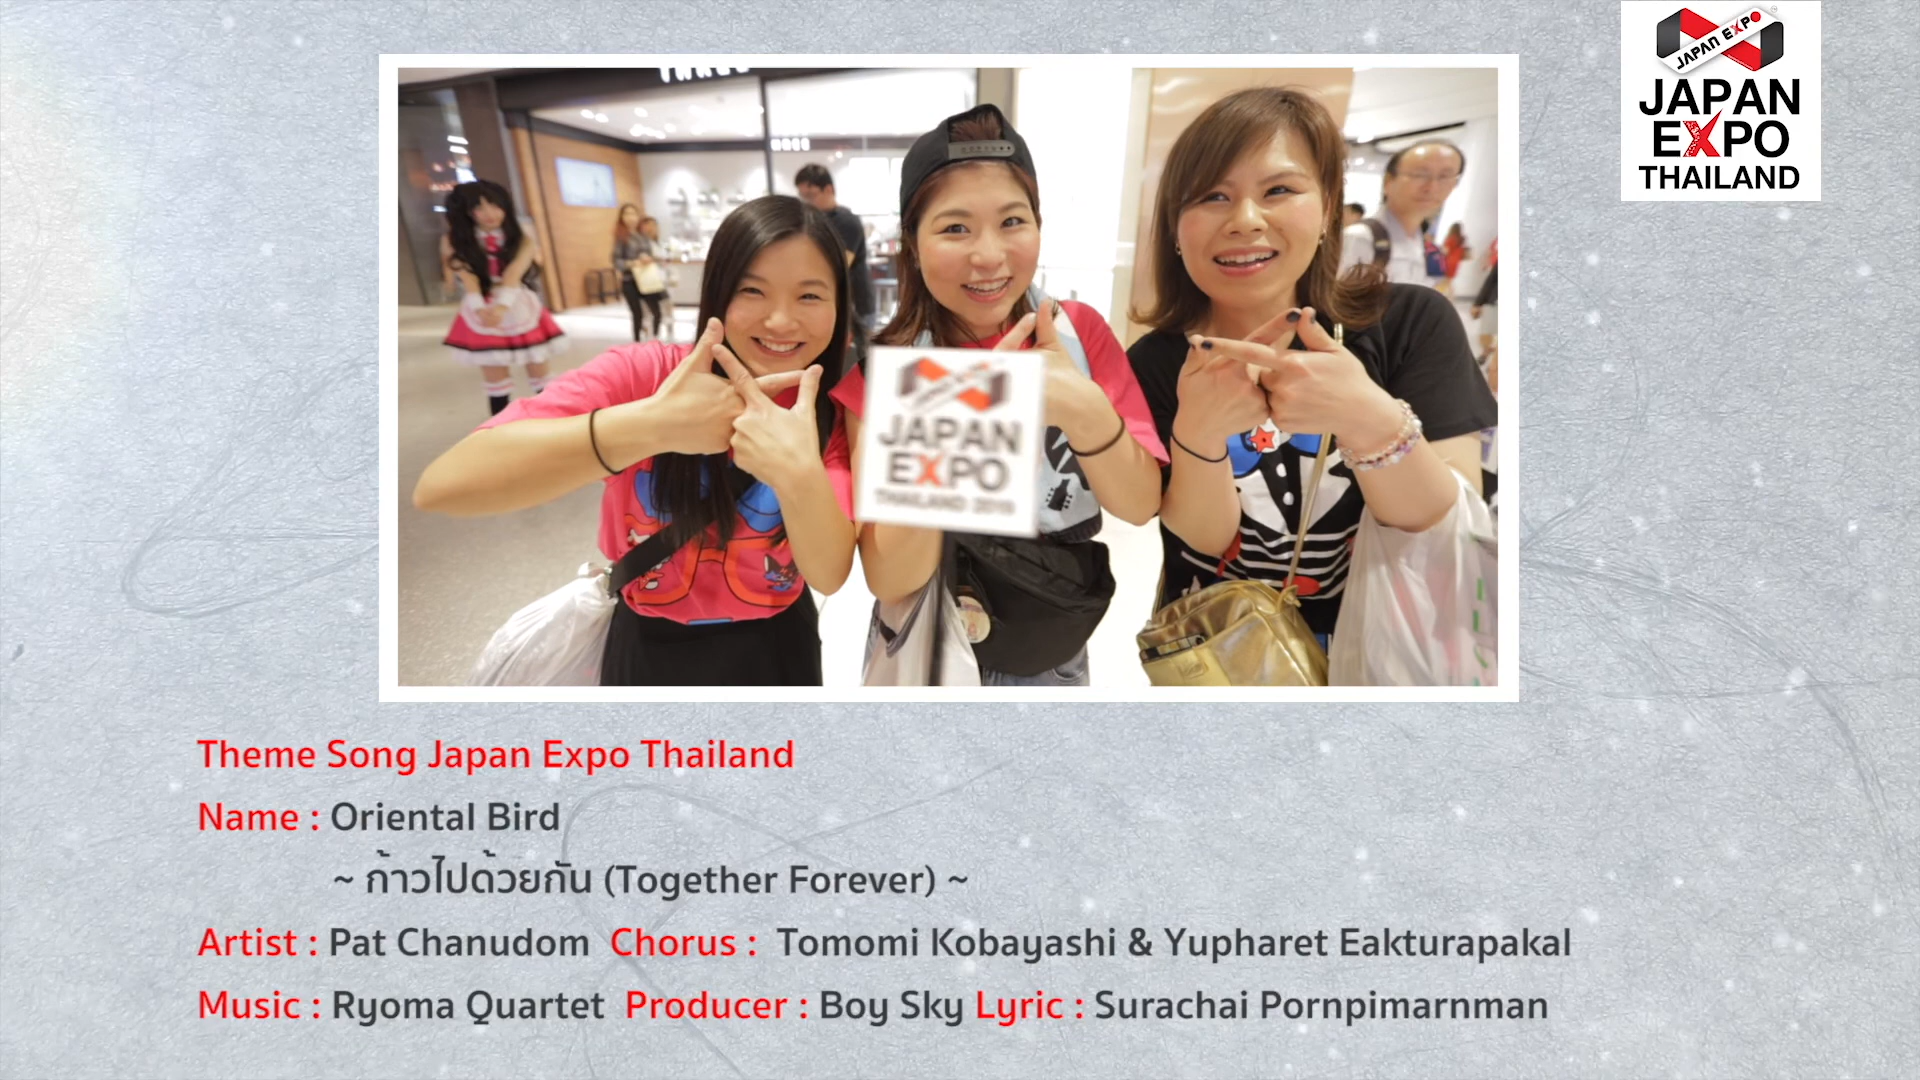 JAPAN EXPO
JAPAN
EXPO
THAILAND
JAPAN
EXPO
THAILAND 2019
Theme Song Japan Expo Thailand
Name : Oriental Bird
~ ก้าวไปด้วยกัน (Together Forever) ~
Artist : Pat Chanudom Chorus : Tomomi Kobayashi & Yupharet Eakturapakal
Music : Ryoma Quartet Producer : Boy Sky Lyric : Surachai Pornpimarnman